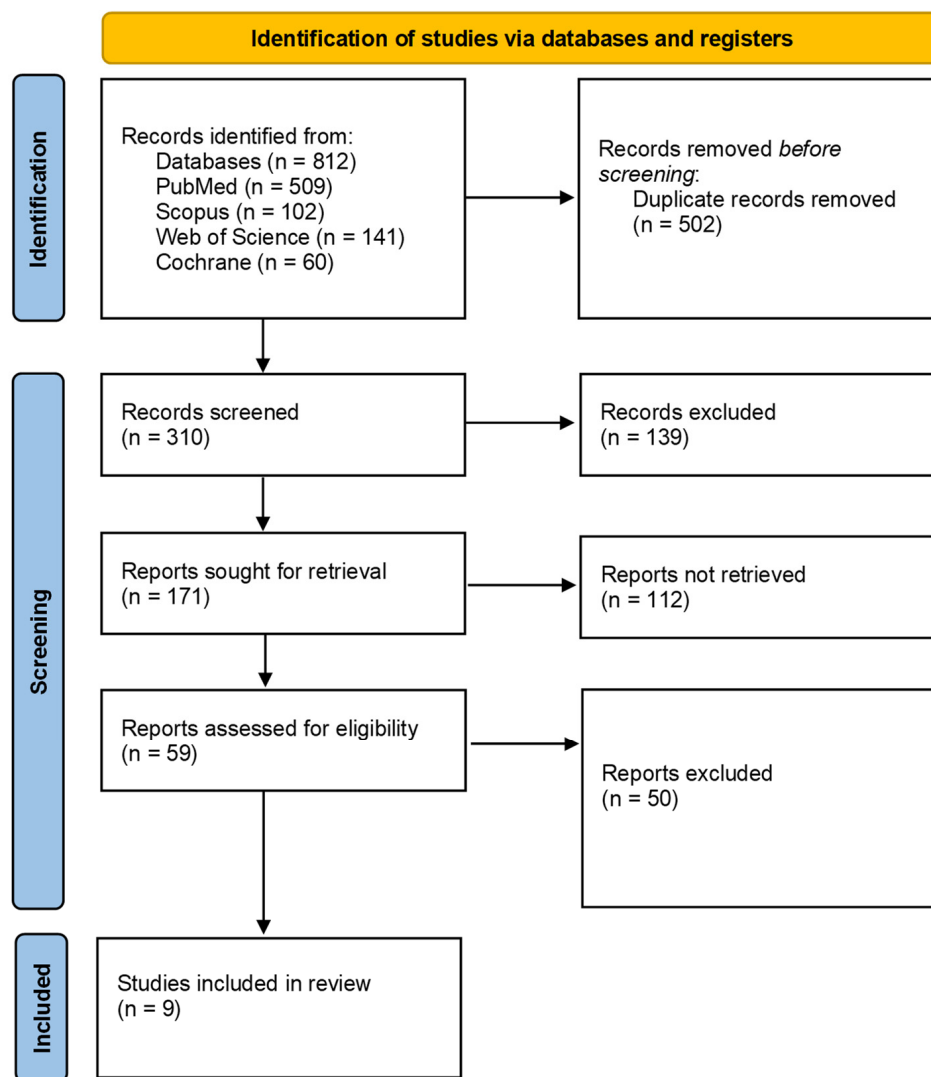 Identification of studies via databases and registers
Identification
Records identified from:
Databases (n = 812)
PubMed (n = 509)
Scopus (n = 102)
Web of Science (n = 141)
Cochrane (n = 60)
Records removed before
screening:
Duplicate records removed
(n = 502)
Screening
Records screened
(n = 310)
Records excluded
(n = 139)
Reports sought for retrieval
(n = 171)
Reports not retrieved
(n = 112)
Reports assessed for eligibility
(n = 59)
Reports excluded
(n = 50)
Included
Studies included in review
(n = 9)